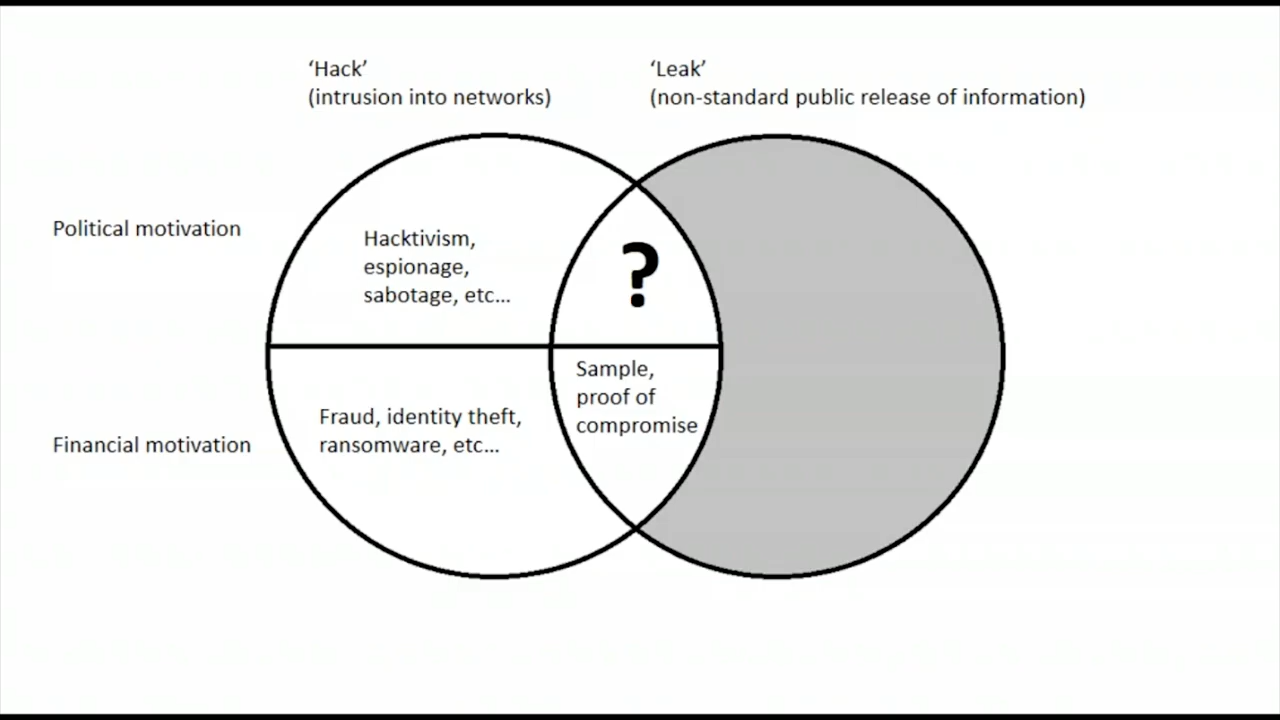 ‘Hack’
(intrusion into networks)
‘Leak’
(non-standard public release of information)
Political motivation
Hacktivism,
espionage,
sabotage, etc...
?
Sample,
proof of
compromise
Fraud, identity theft,
ransomware, etc...
Financial motivation